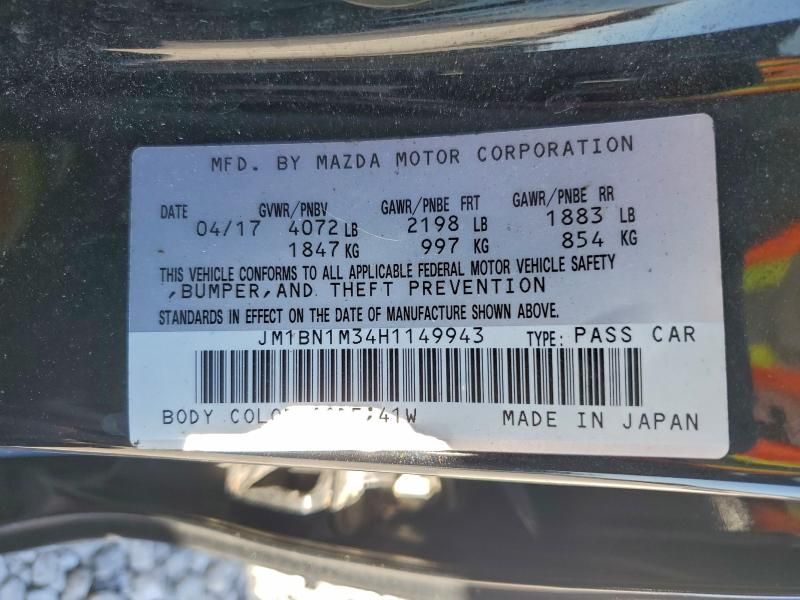 MFD. BY MAZDA MOTOR CORPORATION
DATE GVWR/PNBV GAWR/PNBE FRT GAWR/PNBE RR
04/17 4072 LB 2198 LB 1883 LB
1847 KG 997 KG 854 KG
THIS VEHICLE CONFORMS TO ALL APPLICABLE FEDERAL MOTOR VEHICLE SAFETY
,BUMPER,AND THEFT PREVENTION
STANDARDS IN EFFECT ON THE DATE OF MANUFACTURE SHOWN ABOVE.
JM1BN1M34H1149943 TYPE: PASS CAR
BODY COLOR :41W MADE IN JAPAN